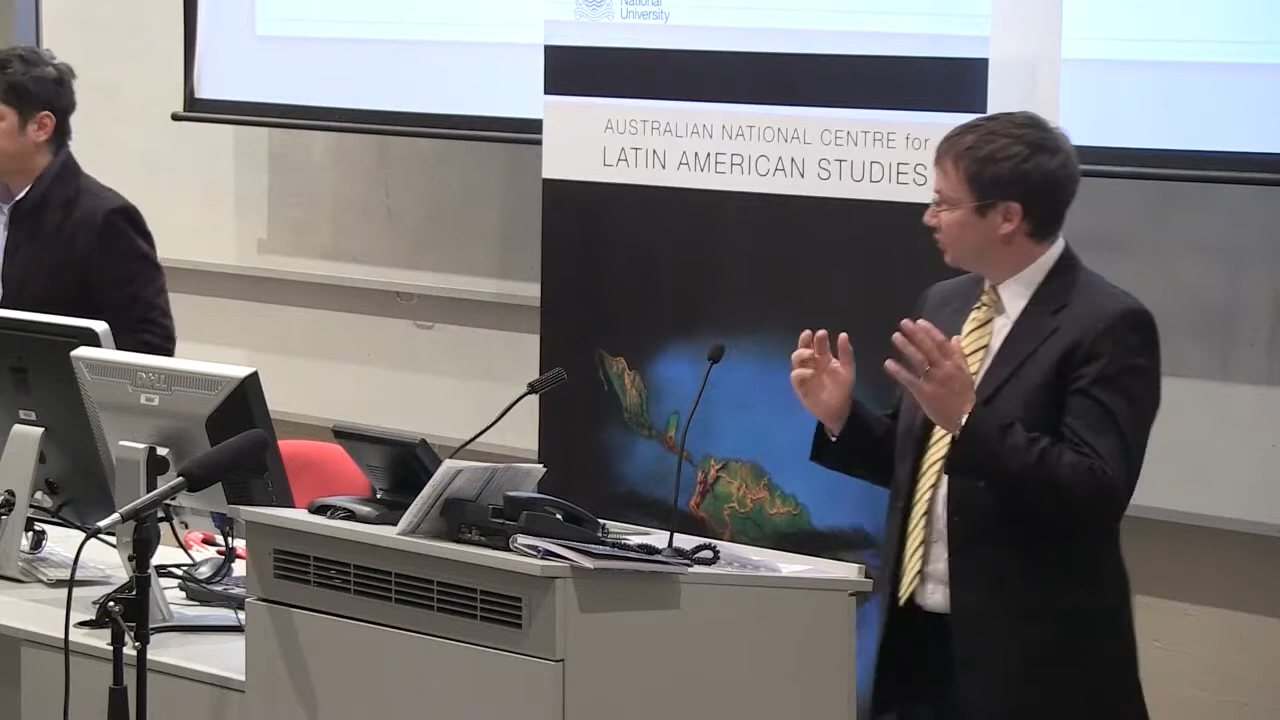 National
University
AUSTRALIAN NATIONAL CENTRE for
LATIN AMERICAN STUDIES
DELL